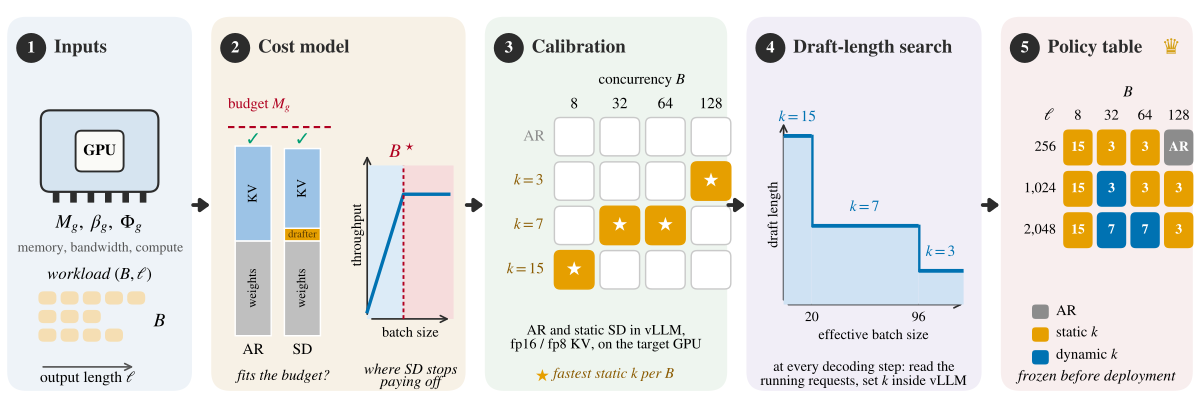 1 Inputs
GPU
M_g, β_g, Φ_g
memory, bandwidth, compute
workload (B, ℓ)
B
output length ℓ
2 Cost model
budget M_g
✓ ✓
KV KV
drafter
weights weights
AR SD
fits the budget?
B⋆
throughput
batch size
where SD stops
paying off
3 Calibration
concurrency B
8 32 64 128
AR
k = 3 ★
k = 7 ★ ★
k = 15 ★
AR and static SD in vLLM,
fp16 / fp8 KV, on the target GPU
★ fastest static k per B
4 Draft-length search
k = 15
k = 7
k = 3
draft length
20 96
effective batch size
at every decoding step: read the
running requests, set k inside vLLM
5 Policy table ♛
B
ℓ 8 32 64 128
256 15 3 3 AR
1,024 15 3 3 3
2,048 15 7 7 3
AR
static k
dynamic k
frozen before deployment